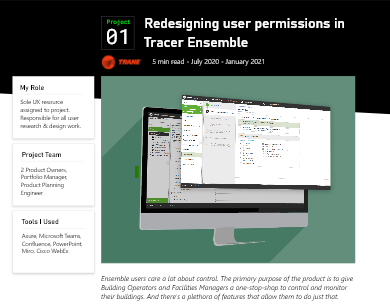 Project
01
Redesigning user permissions in
Tracer Ensemble
TRANE
5 min read - July 2020 - January 2021
My Role
Sole UX resource
assigned to project.
Responsible for all user
research & design work.
Project Team
2 Product Owners,
Portfolio Manager,
Product Planning
Engineer
Tools I Used
Axure, Microsoft Teams,
Confluence, PowerPoint,
Miro, Cisco WebEx
Ensemble users care a lot about control. The primary purpose of the product is to give
Building Operators and Facilities Managers a one-stop-shop to control and monitor
their buildings. And there's a plethora of features that allow them to do just that.